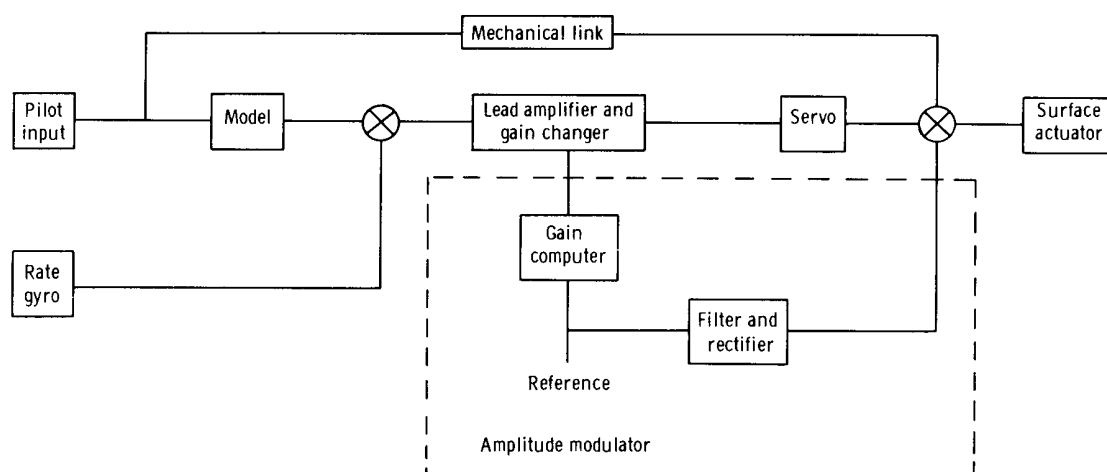 Mechanical link
Pilot
input
Model
Lead amplifier and
gain changer
Servo
Surface
actuator
Gain
computer
Rate
gyro
Filter and
rectifier
Reference
Amplitude modulator